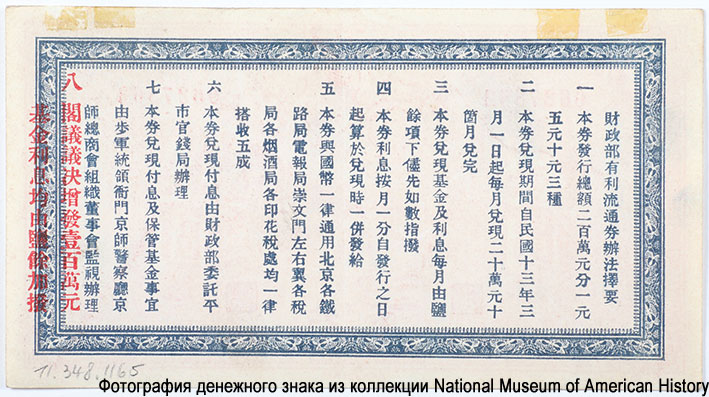 財政部有利流通券辦法擇要
一 本券發行總額二百萬元分一元
五元十元三種
二 本券兌現期間自民國十三年三
月一日起每月兌現二十萬元十
箇月兌完
三 本券兌現基金及利息每月由鹽
餘項下儘先如數指撥
四 本券利息按月一分自發行之日
起算於兌現時一併發給
五 本券與國幣一律通用北京各鐵
路局電報局崇文門左右翼各稅
局各烟酒局各印花稅處均一律
搭收五成
六 本券兌現付息由財政部委託平
市官錢局辦理
七 本券兌現付息及保管基金事宜
由步軍統領衙門京師警察廳京
師總商會組織董事會監視辦理
八 閣議議決增發壹百萬元
基金利息均由鹽餘加撥
11.348.1165
Фотография денежного знака из коллекции National Museum of American History